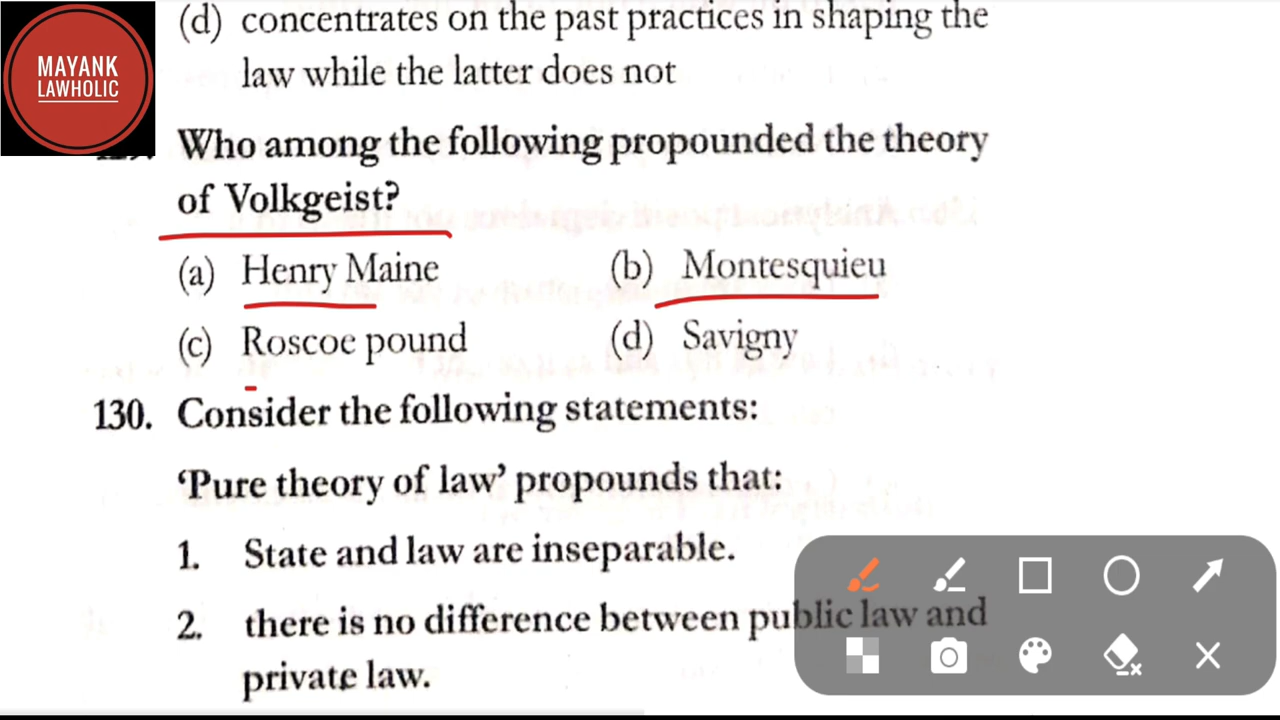 (d) concentrates on the past practices in shaping the
law while the latter does not
MAYANK
LAWHOLIC
Who among the following propounded the theory
of Volkgeist?
(a) Henry Maine (b) Montesquieu
(c) Roscoe pound (d) Savigny
130. Consider the following statements:
‘Pure theory of law’ propounds that:
1. State and law are inseparable.
2. there is no difference between public law and
private law.